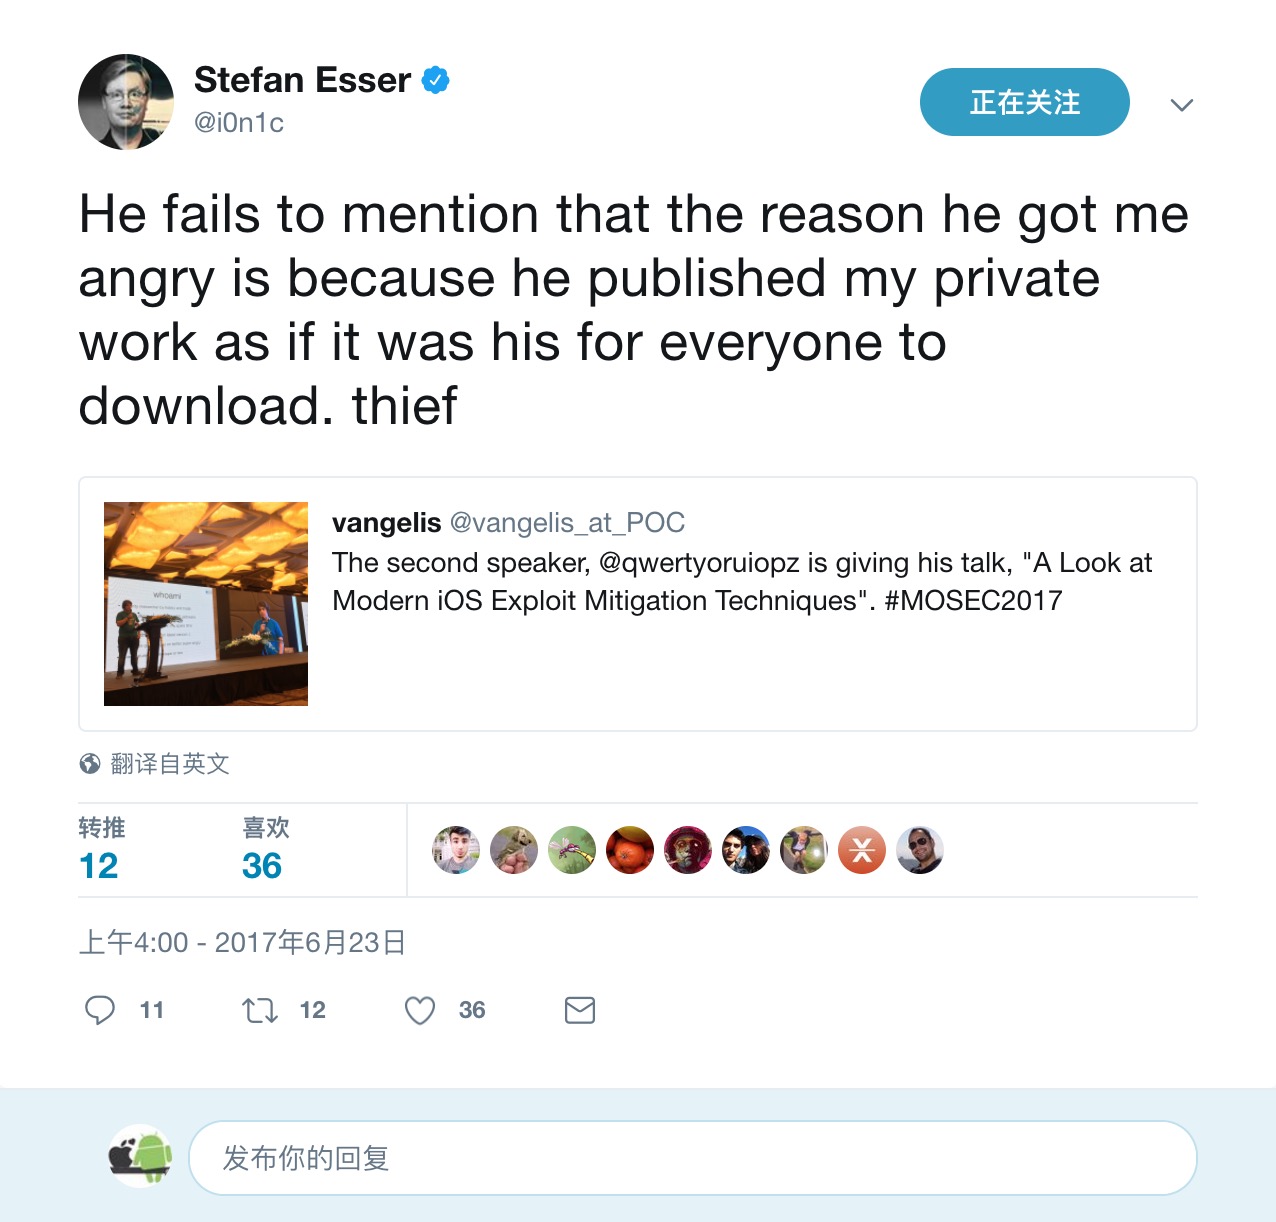 Stefan Esser
@i0n1c
正在关注
He fails to mention that the reason he got me
angry is because he published my private
work as if it was his for everyone to
download. thief
vangelis @vangelis_at_POC
The second speaker, @qwertyoruiopz is giving his talk, "A Look at
Modern iOS Exploit Mitigation Techniques". #MOSEC2017
whoami
翻译自英文
转推 喜欢
12 36
上午4:00 - 2017年6月23日
11 12 36
发布你的回复